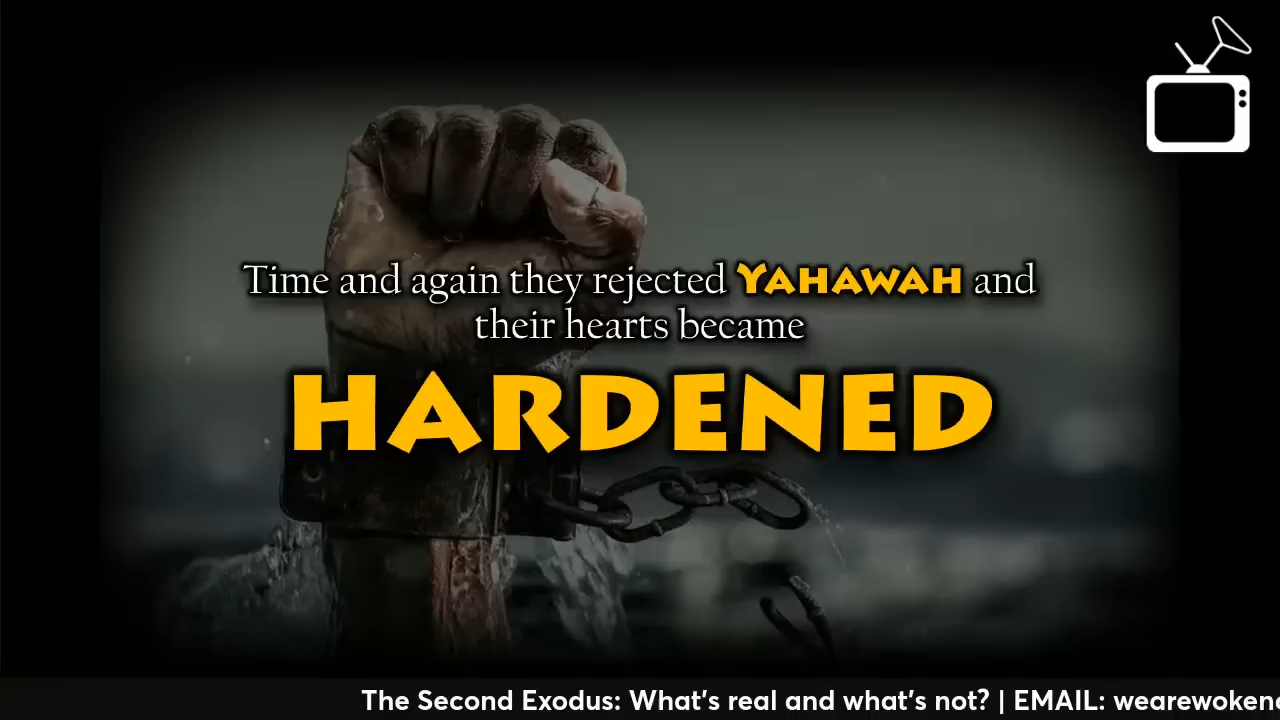 Time and again they rejected YAHAWAH and
their hearts became
HARDENED
The Second Exodus: What's real and what's not? | EMAIL: